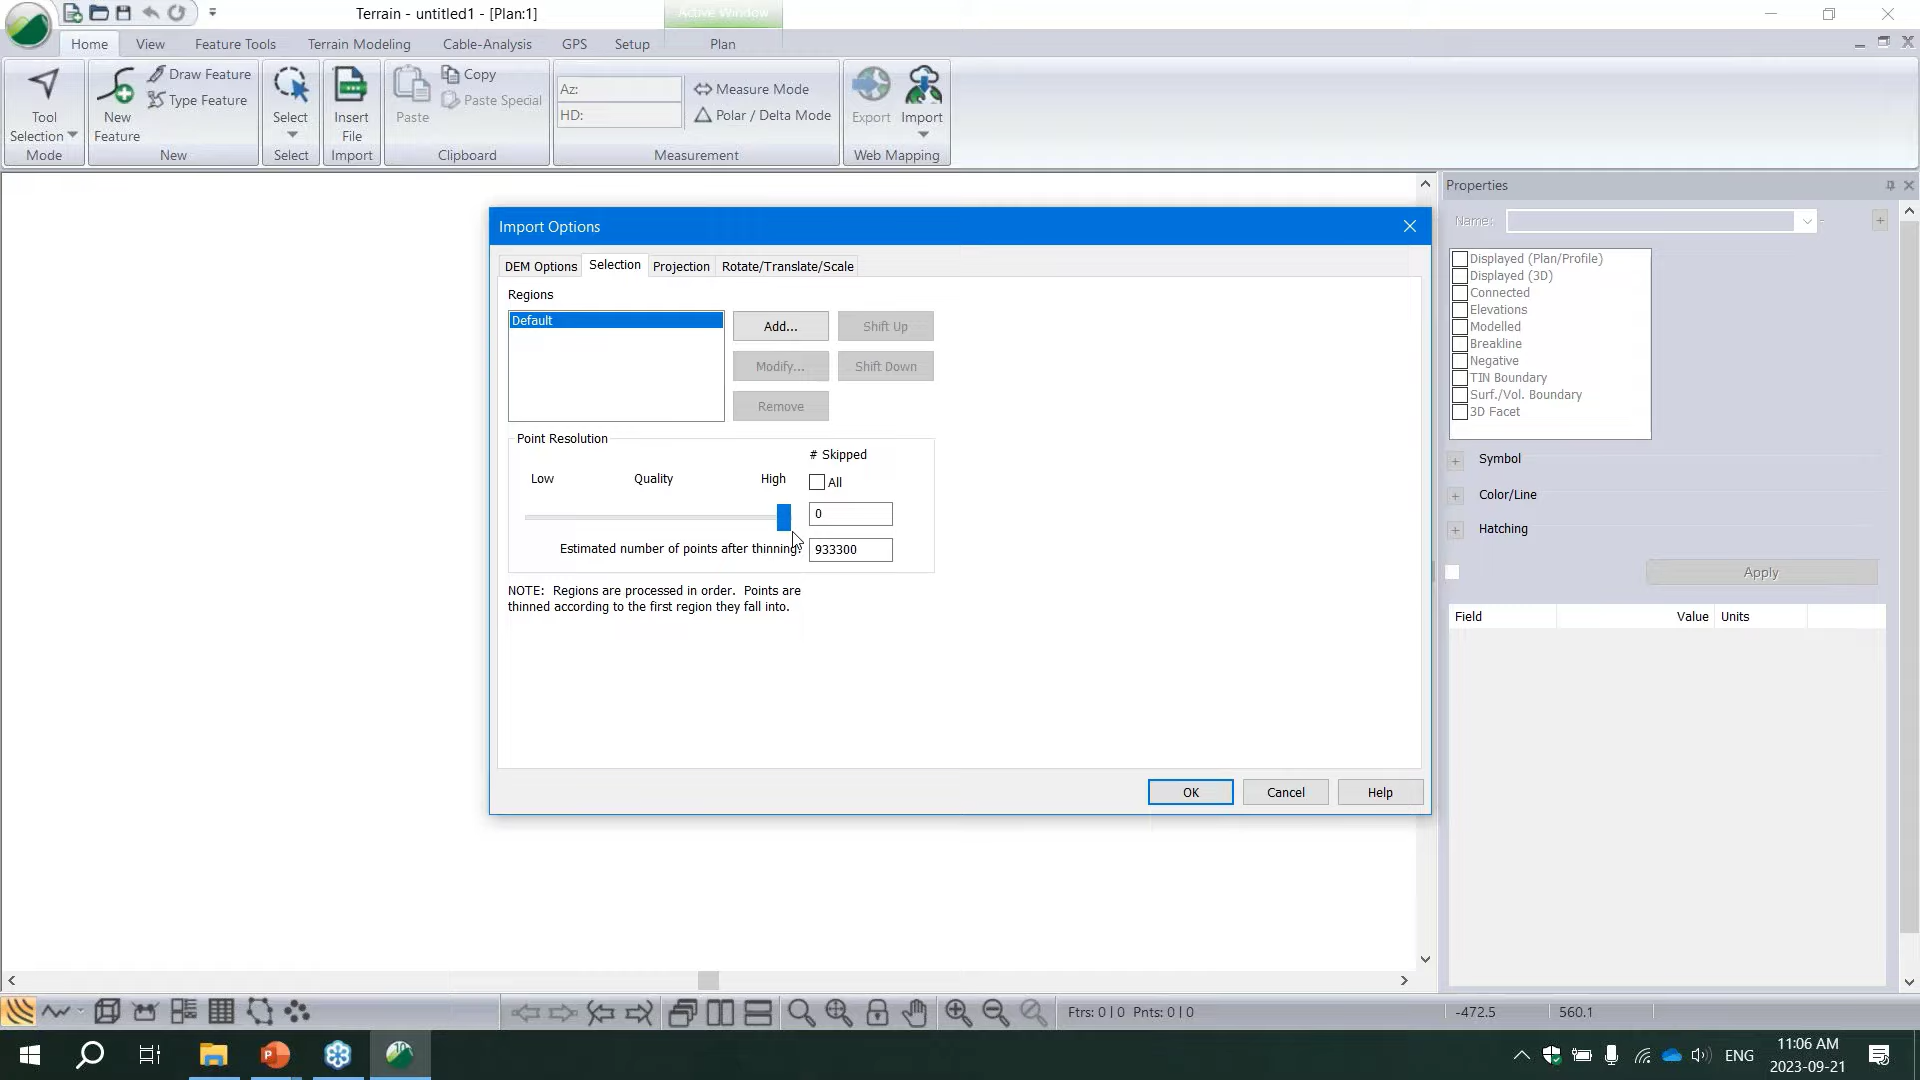 Terrain - untitled1 - [Plan:1]
Active Window
Home
View
Feature Tools
Terrain Modeling
Cable-Analysis
GPS
Setup
Plan
Tool
Selection
Mode
New
Feature
Draw Feature
Type Feature
New
Select
Select
Insert
File
Import
Paste
Copy
Paste Special
Clipboard
Az:
HD:
Measure Mode
Polar / Delta Mode
Measurement
Export
Import
Web Mapping
Import Options
DEM Options
Selection
Projection
Rotate/Translate/Scale
Regions
Default
Add...
Shift Up
Modify...
Shift Down
Remove
Point Resolution
# Skipped
Low
Quality
High
All
0
Estimated number of points after thinning:
933300
NOTE:  Regions are processed in order.  Points are
thinned according to the first region they fall into.
OK
Cancel
Help
Properties
Name:
Displayed (Plan/Profile)
Displayed (3D)
Connected
Elevations
Modelled
Breakline
Negative
TIN Boundary
Surf./Vol. Boundary
3D Facet
Symbol
Color/Line
Hatching
Apply
Field
Value
Units
Ftrs: 0 | 0  Pnts: 0 | 0
-472.5
560.1
10
ENG
11:06 AM
2023-09-21